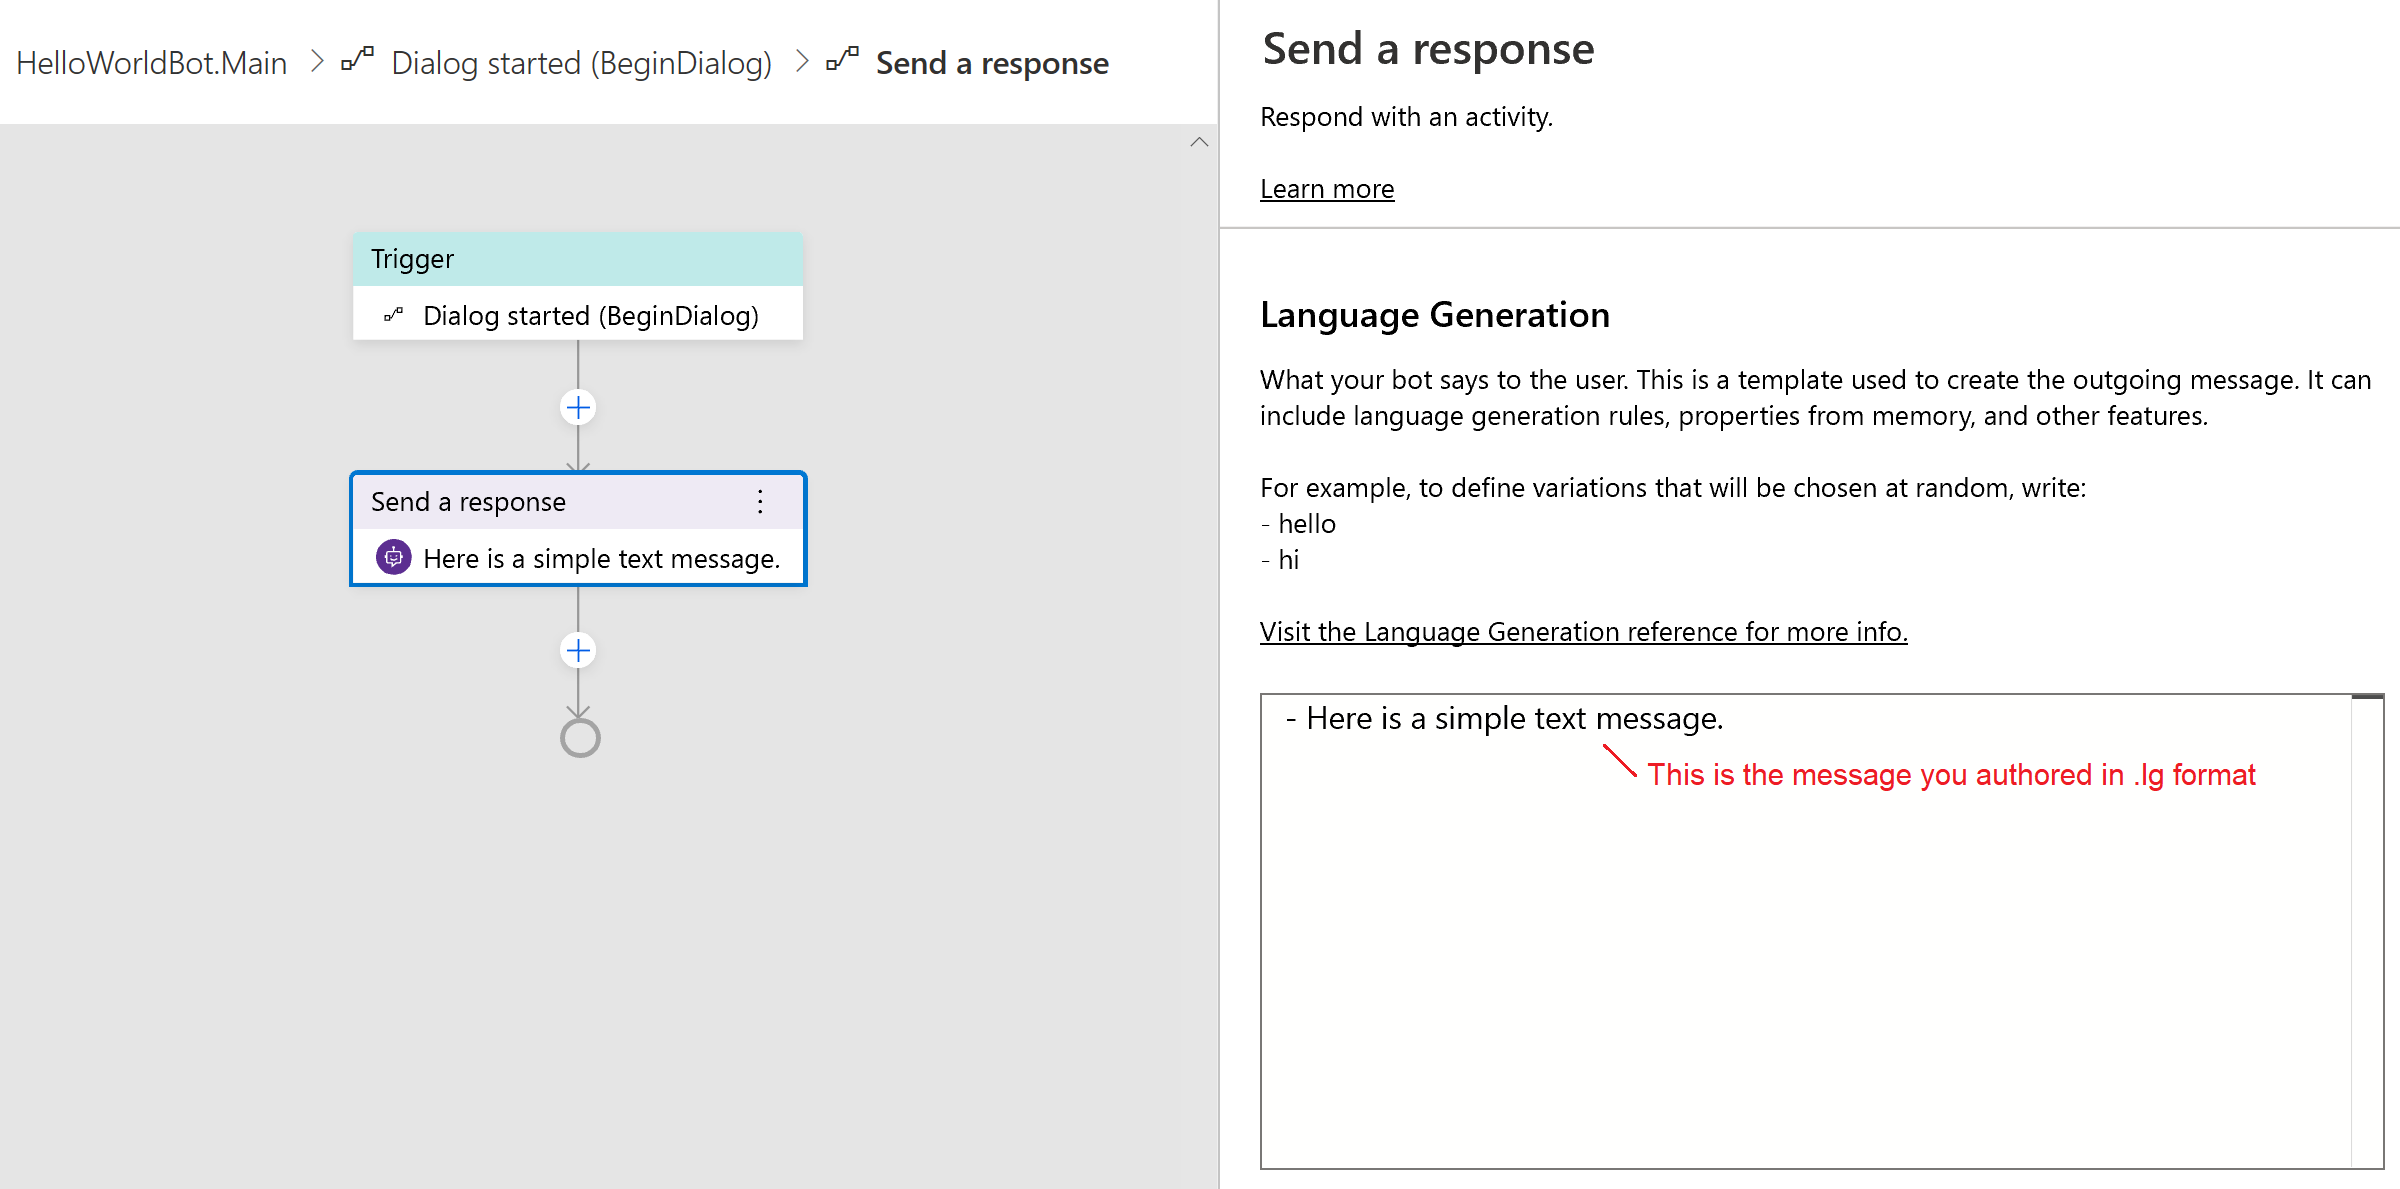 HelloWorldBot.Main > Dialog started (BeginDialog) > Send a response
Trigger
Dialog started (BeginDialog)
Send a response
Here is a simple text message.
Send a response
Respond with an activity.
Learn more
Language Generation
What your bot says to the user. This is a template used to create the outgoing message. It can
include language generation rules, properties from memory, and other features.
For example, to define variations that will be chosen at random, write:
- hello
- hi
Visit the Language Generation reference for more info.
- Here is a simple text message.
This is the message you authored in .lg format